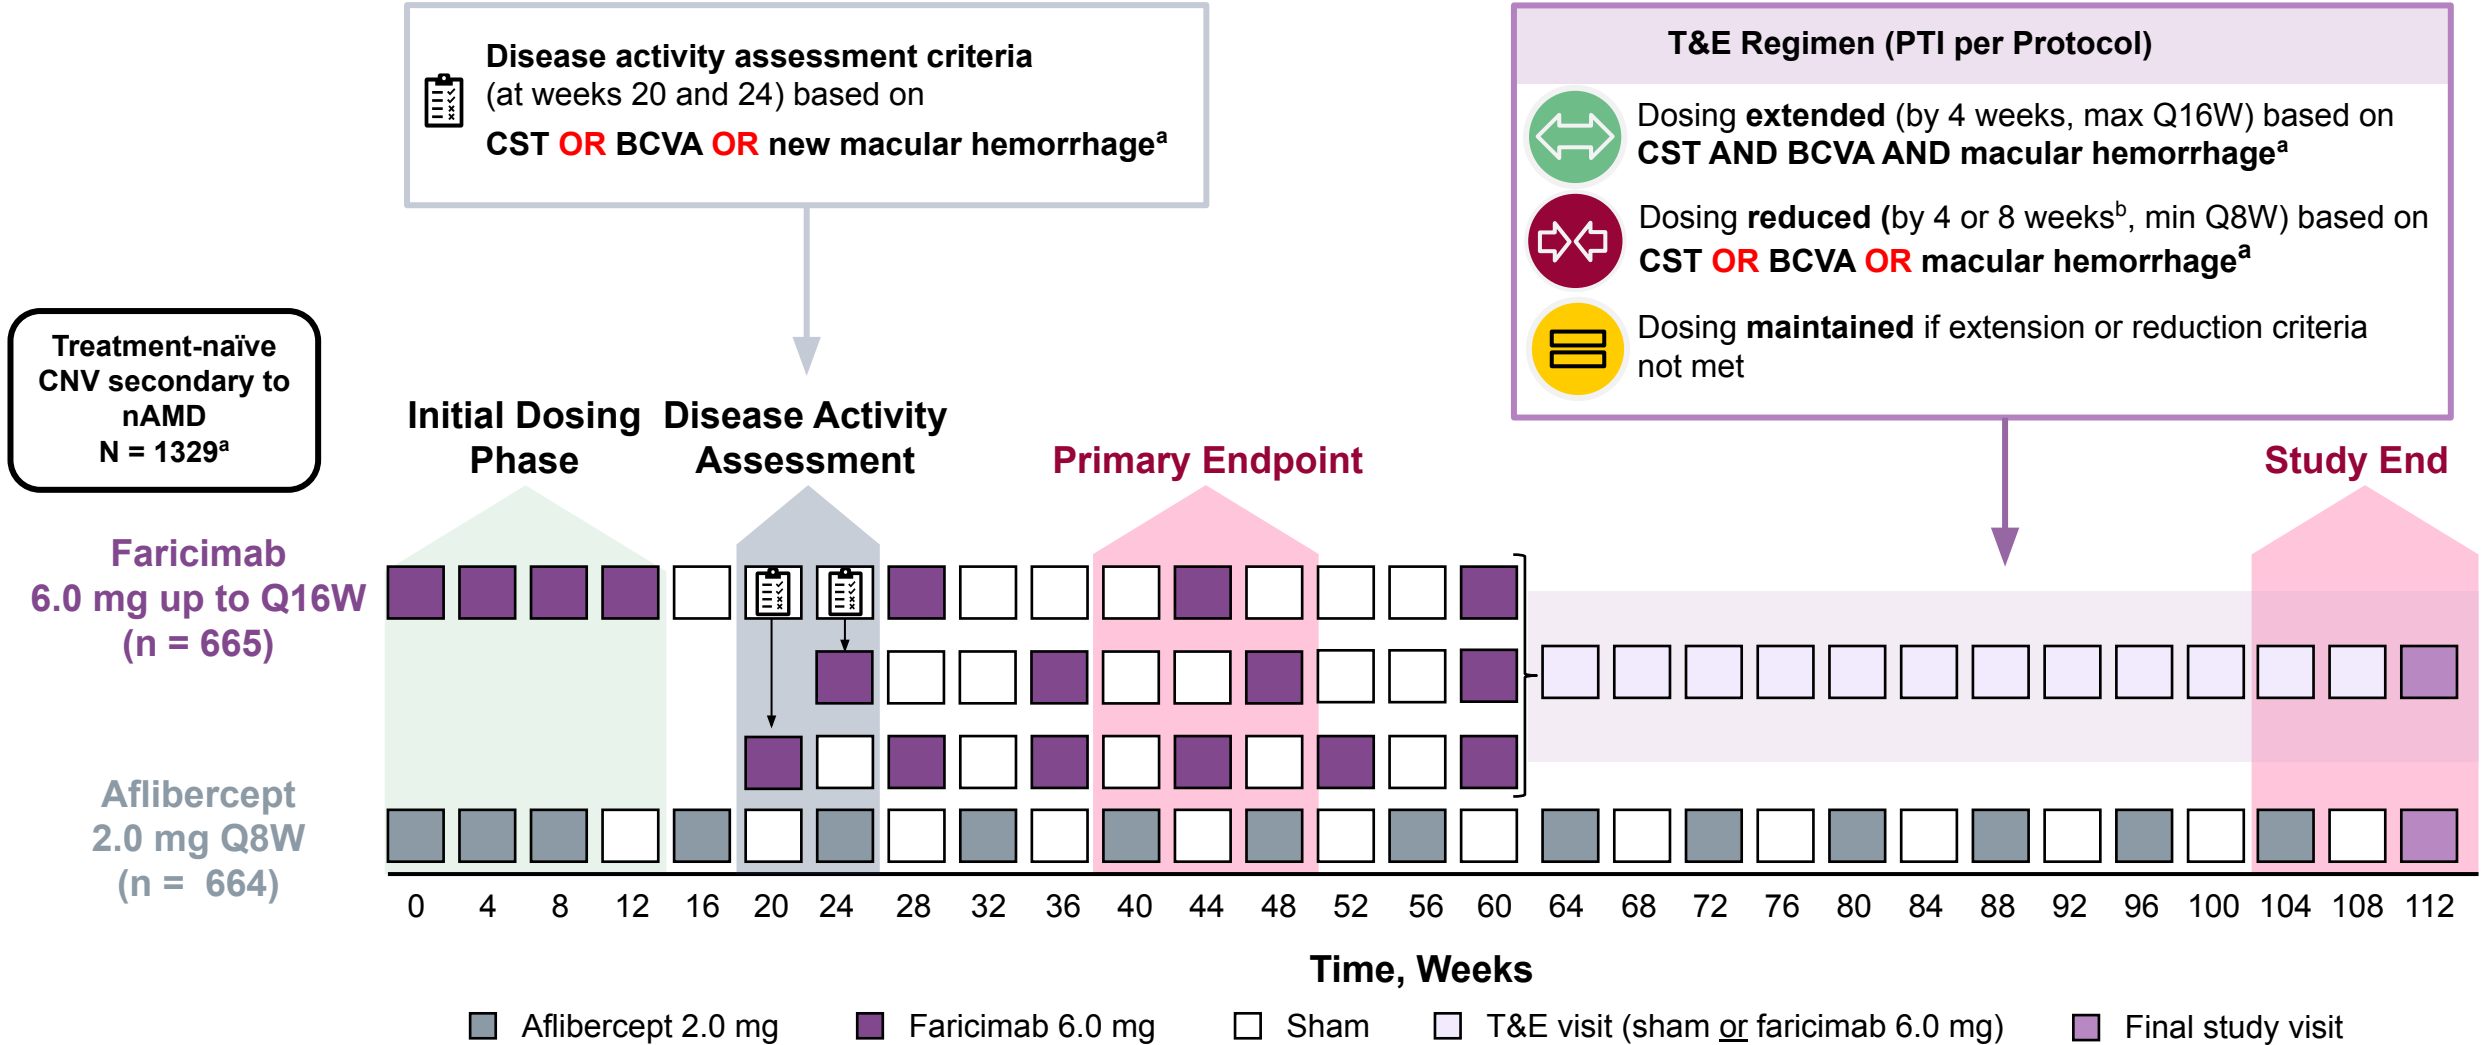 Disease activity assessment criteria
(at weeks 20 and 24) based on
CST OR BCVA OR new macular hemorrhageᵃ
T&E Regimen (PTI per Protocol)
Dosing extended (by 4 weeks, max Q16W) based on
CST AND BCVA AND macular hemorrhageᵃ
Dosing reduced (by 4 or 8 weeksᵇ, min Q8W) based on
CST OR BCVA OR macular hemorrhageᵃ
Dosing maintained if extension or reduction criteria
not met
Treatment-naïve
CNV secondary to
nAMD
N = 1329ᵃ
Initial Dosing
Phase
Disease Activity
Assessment
Primary Endpoint
Study End
Faricimab
6.0 mg up to Q16W
(n = 665)
Aflibercept
2.0 mg Q8W
(n = 664)
0 4 8 12 16 20 24 28 32 36 40 44 48 52 56 60 64 68 72 76 80 84 88 92 96 100 104 108 112
Time, Weeks
Aflibercept 2.0 mg
Faricimab 6.0 mg
Sham
T&E visit (sham or faricimab 6.0 mg)
Final study visit